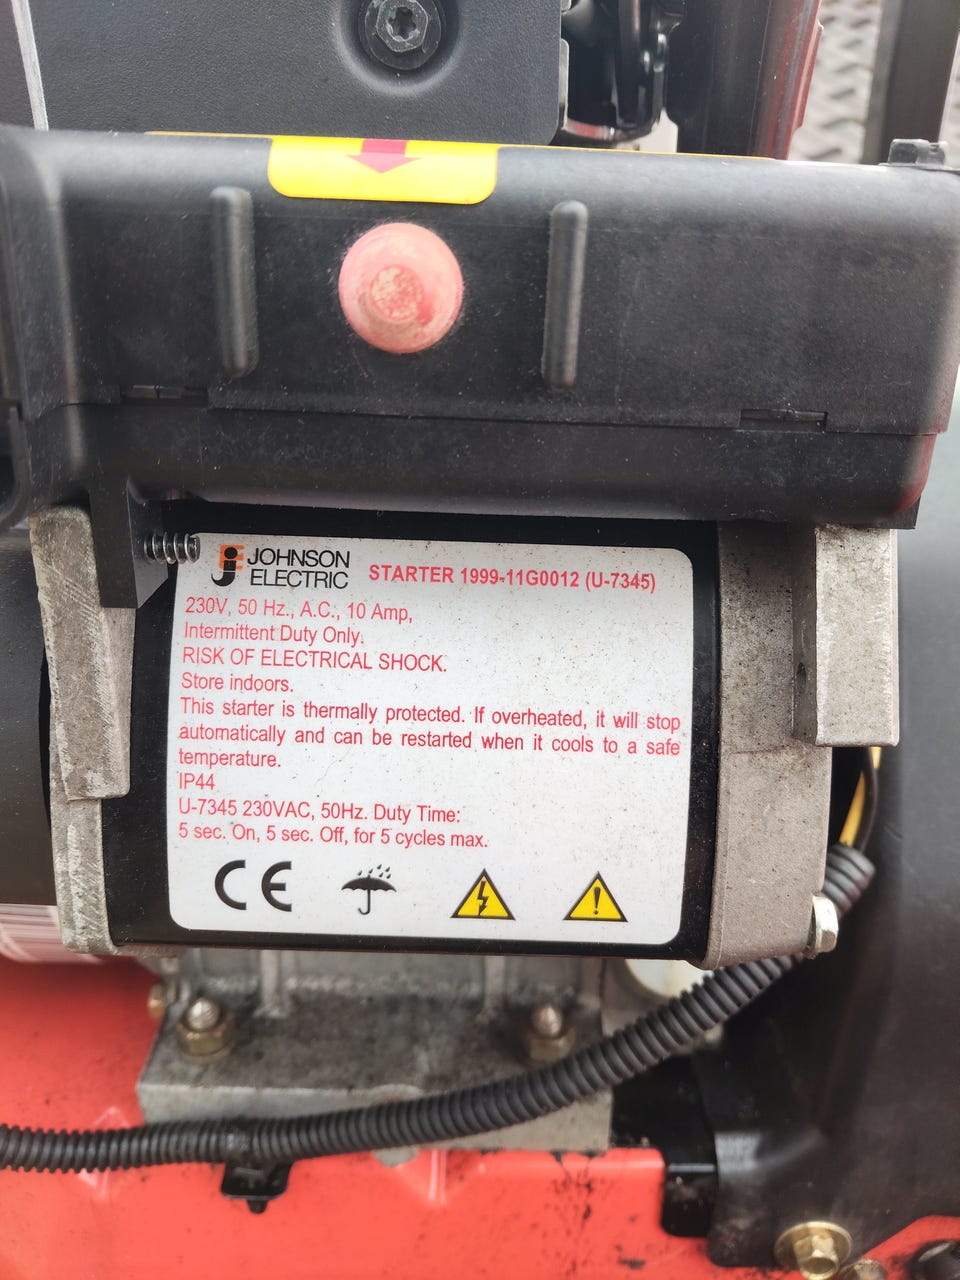 JOHNSON
ELECTRIC
STARTER 1999-11G0012 (U-7345)
230V, 50 Hz., A.C., 10 Amp,
Intermittent Duty Only.
RISK OF ELECTRICAL SHOCK.
Store indoors.
This starter is thermally protected. If overheated, it will stop
automatically and can be restarted when it cools to a safe
temperature.
IP44
U-7345 230VAC, 50Hz. Duty Time:
5 sec. On, 5 sec. Off, for 5 cycles max.
CE